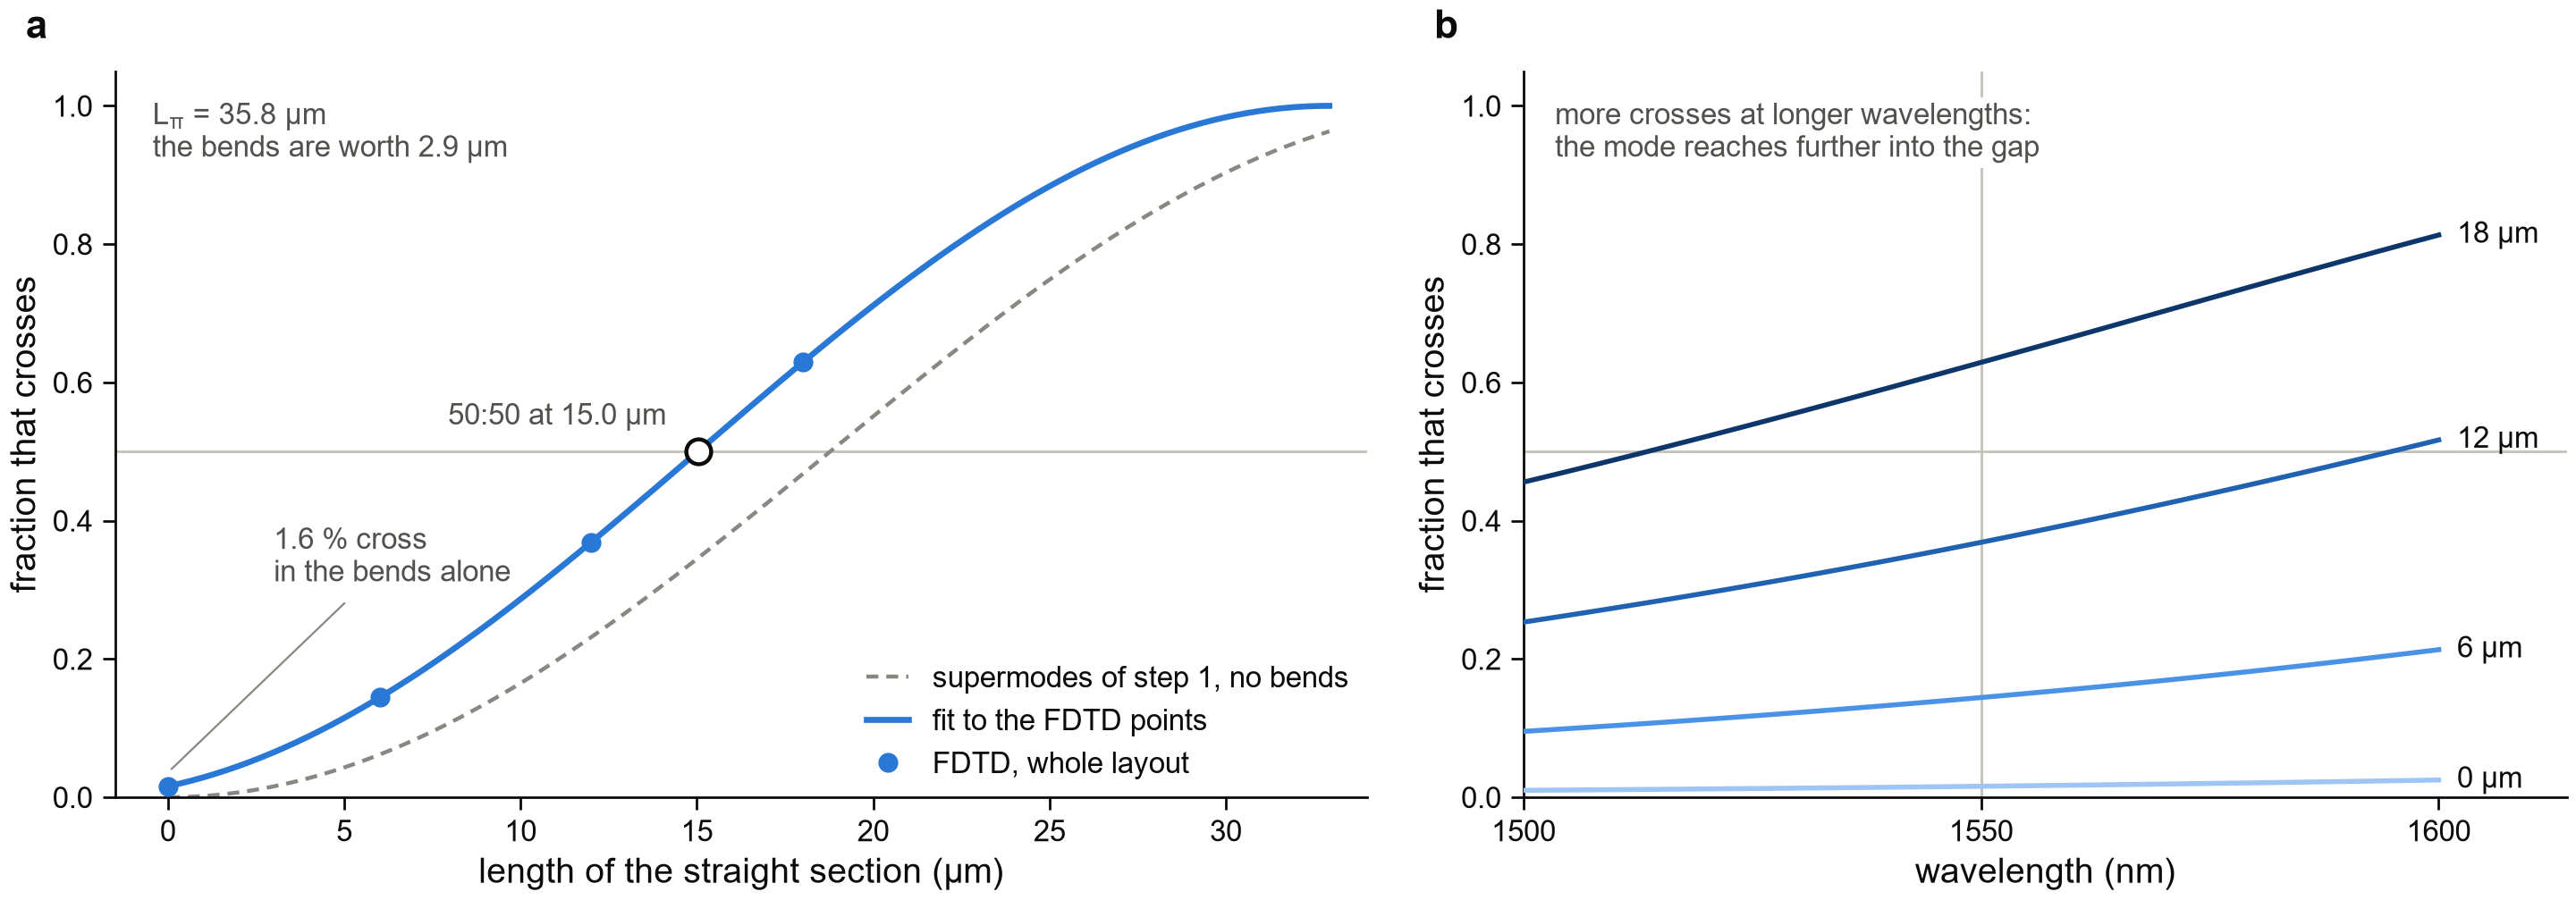 a
1.0
0.8
0.6
0.4
0.2
0.0
fraction that crosses
Lπ = 35.8 µm
the bends are worth 2.9 µm
50:50 at 15.0 µm
1.6 % cross
in the bends alone
supermodes of step 1, no bends
fit to the FDTD points
FDTD, whole layout
0 5 10 15 20 25 30
length of the straight section (µm)
b
1.0
0.8
0.6
0.4
0.2
0.0
fraction that crosses
more crosses at longer wavelengths:
the mode reaches further into the gap
18 µm
12 µm
6 µm
0 µm
1500 1550 1600
wavelength (nm)